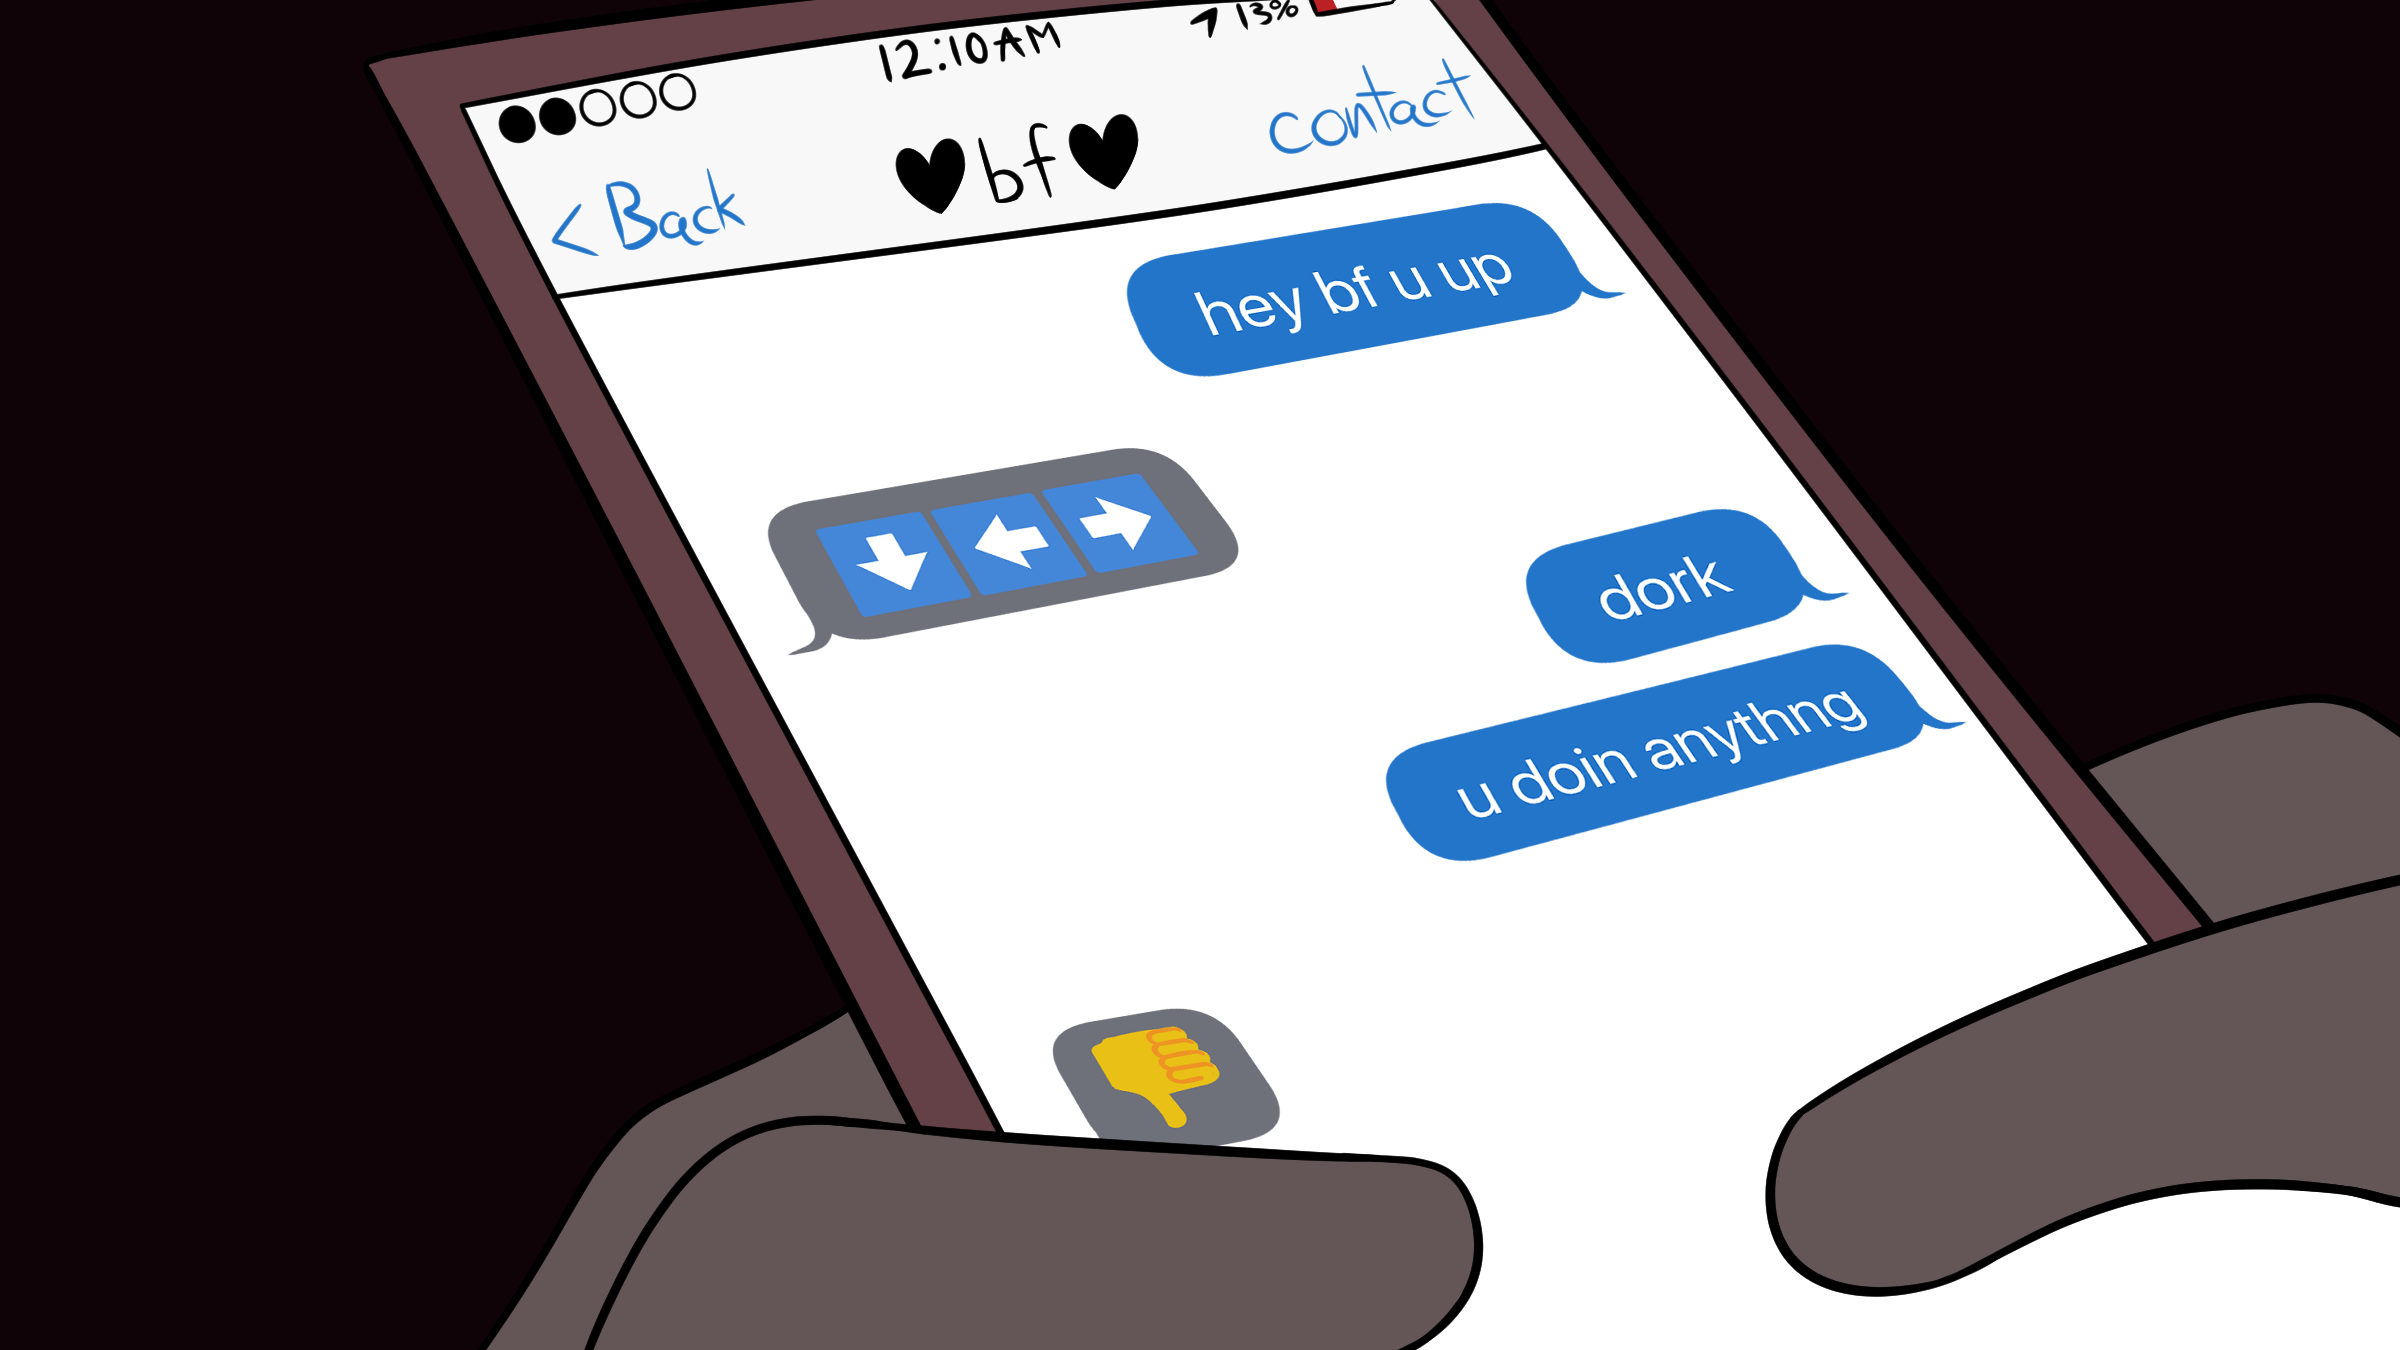 12:10AM
13%
< Back
♥bf♥
contact
hey bf u up
⬇️⬅️➡️
dork
u doin anythng
👎